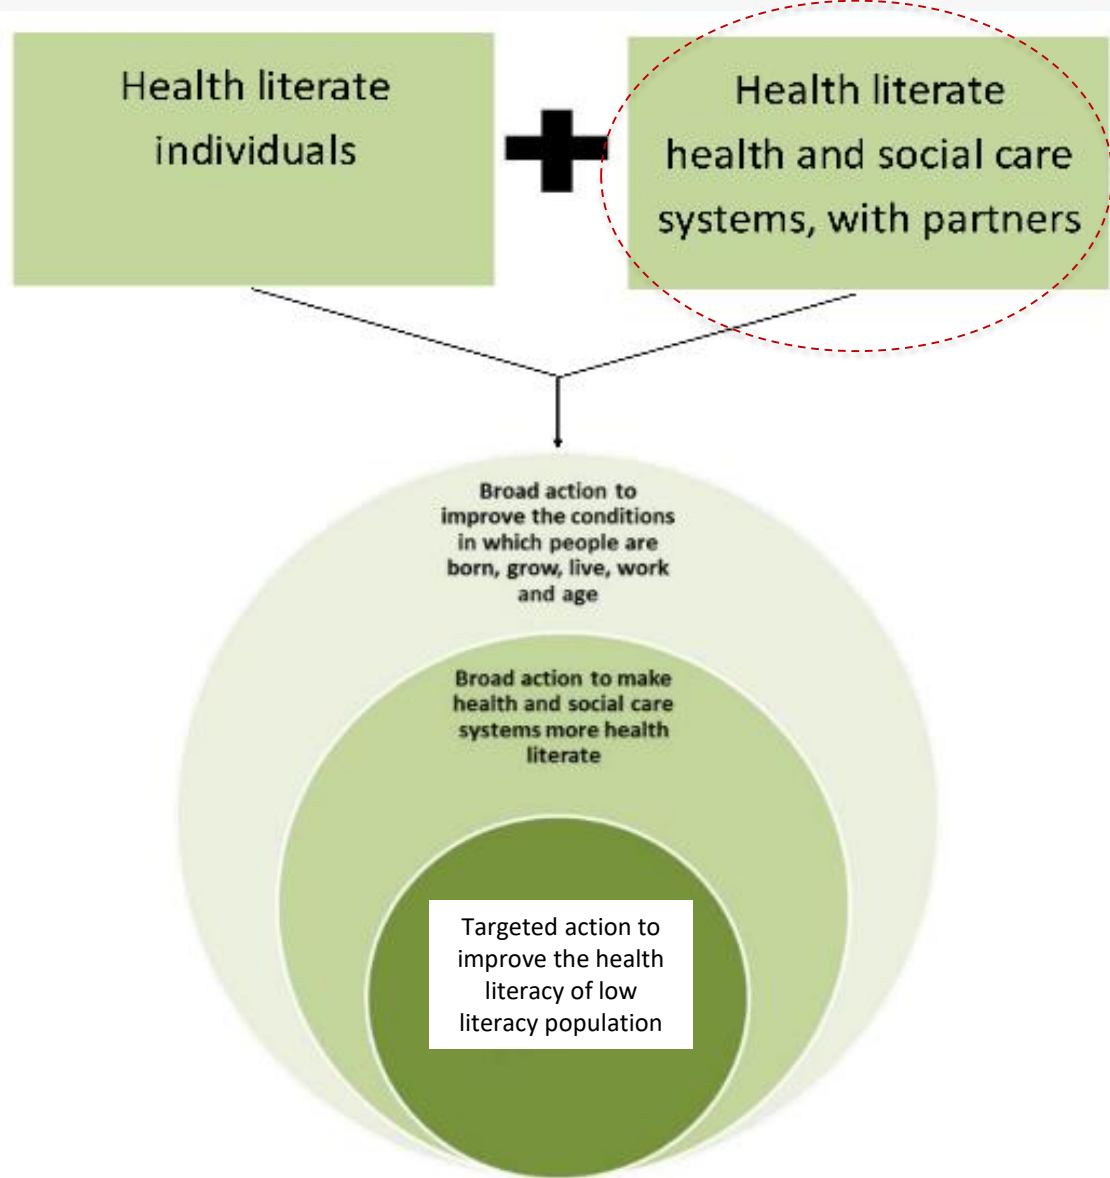 Health literate
individuals
Health literate
health and social care
systems, with partners
Broad action to
improve the conditions
in which people are
born, grow, live, work
and age
Broad action to make
health and social care
systems more health
literate
Targeted action to
improve the health
literacy of low
literacy population